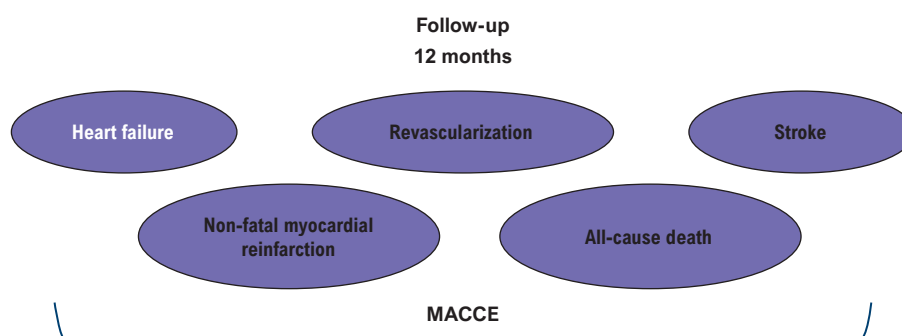 Follow-up
12 months
Heart failure
Revascularization
Stroke
Non-fatal myocardial
reinfarction
All-cause death
MACCE